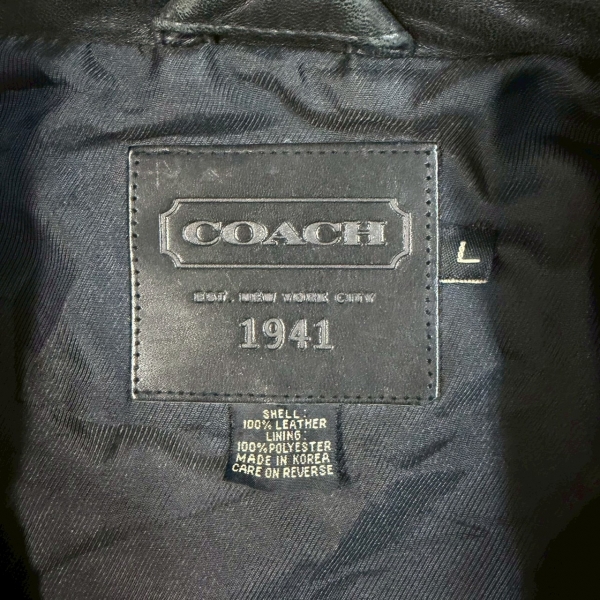 COACH
EST. NEW YORK CITY
1941
L
SHELL:
100% LEATHER
LINING:
100% POLYESTER
MADE IN KOREA
CARE ON REVERSE